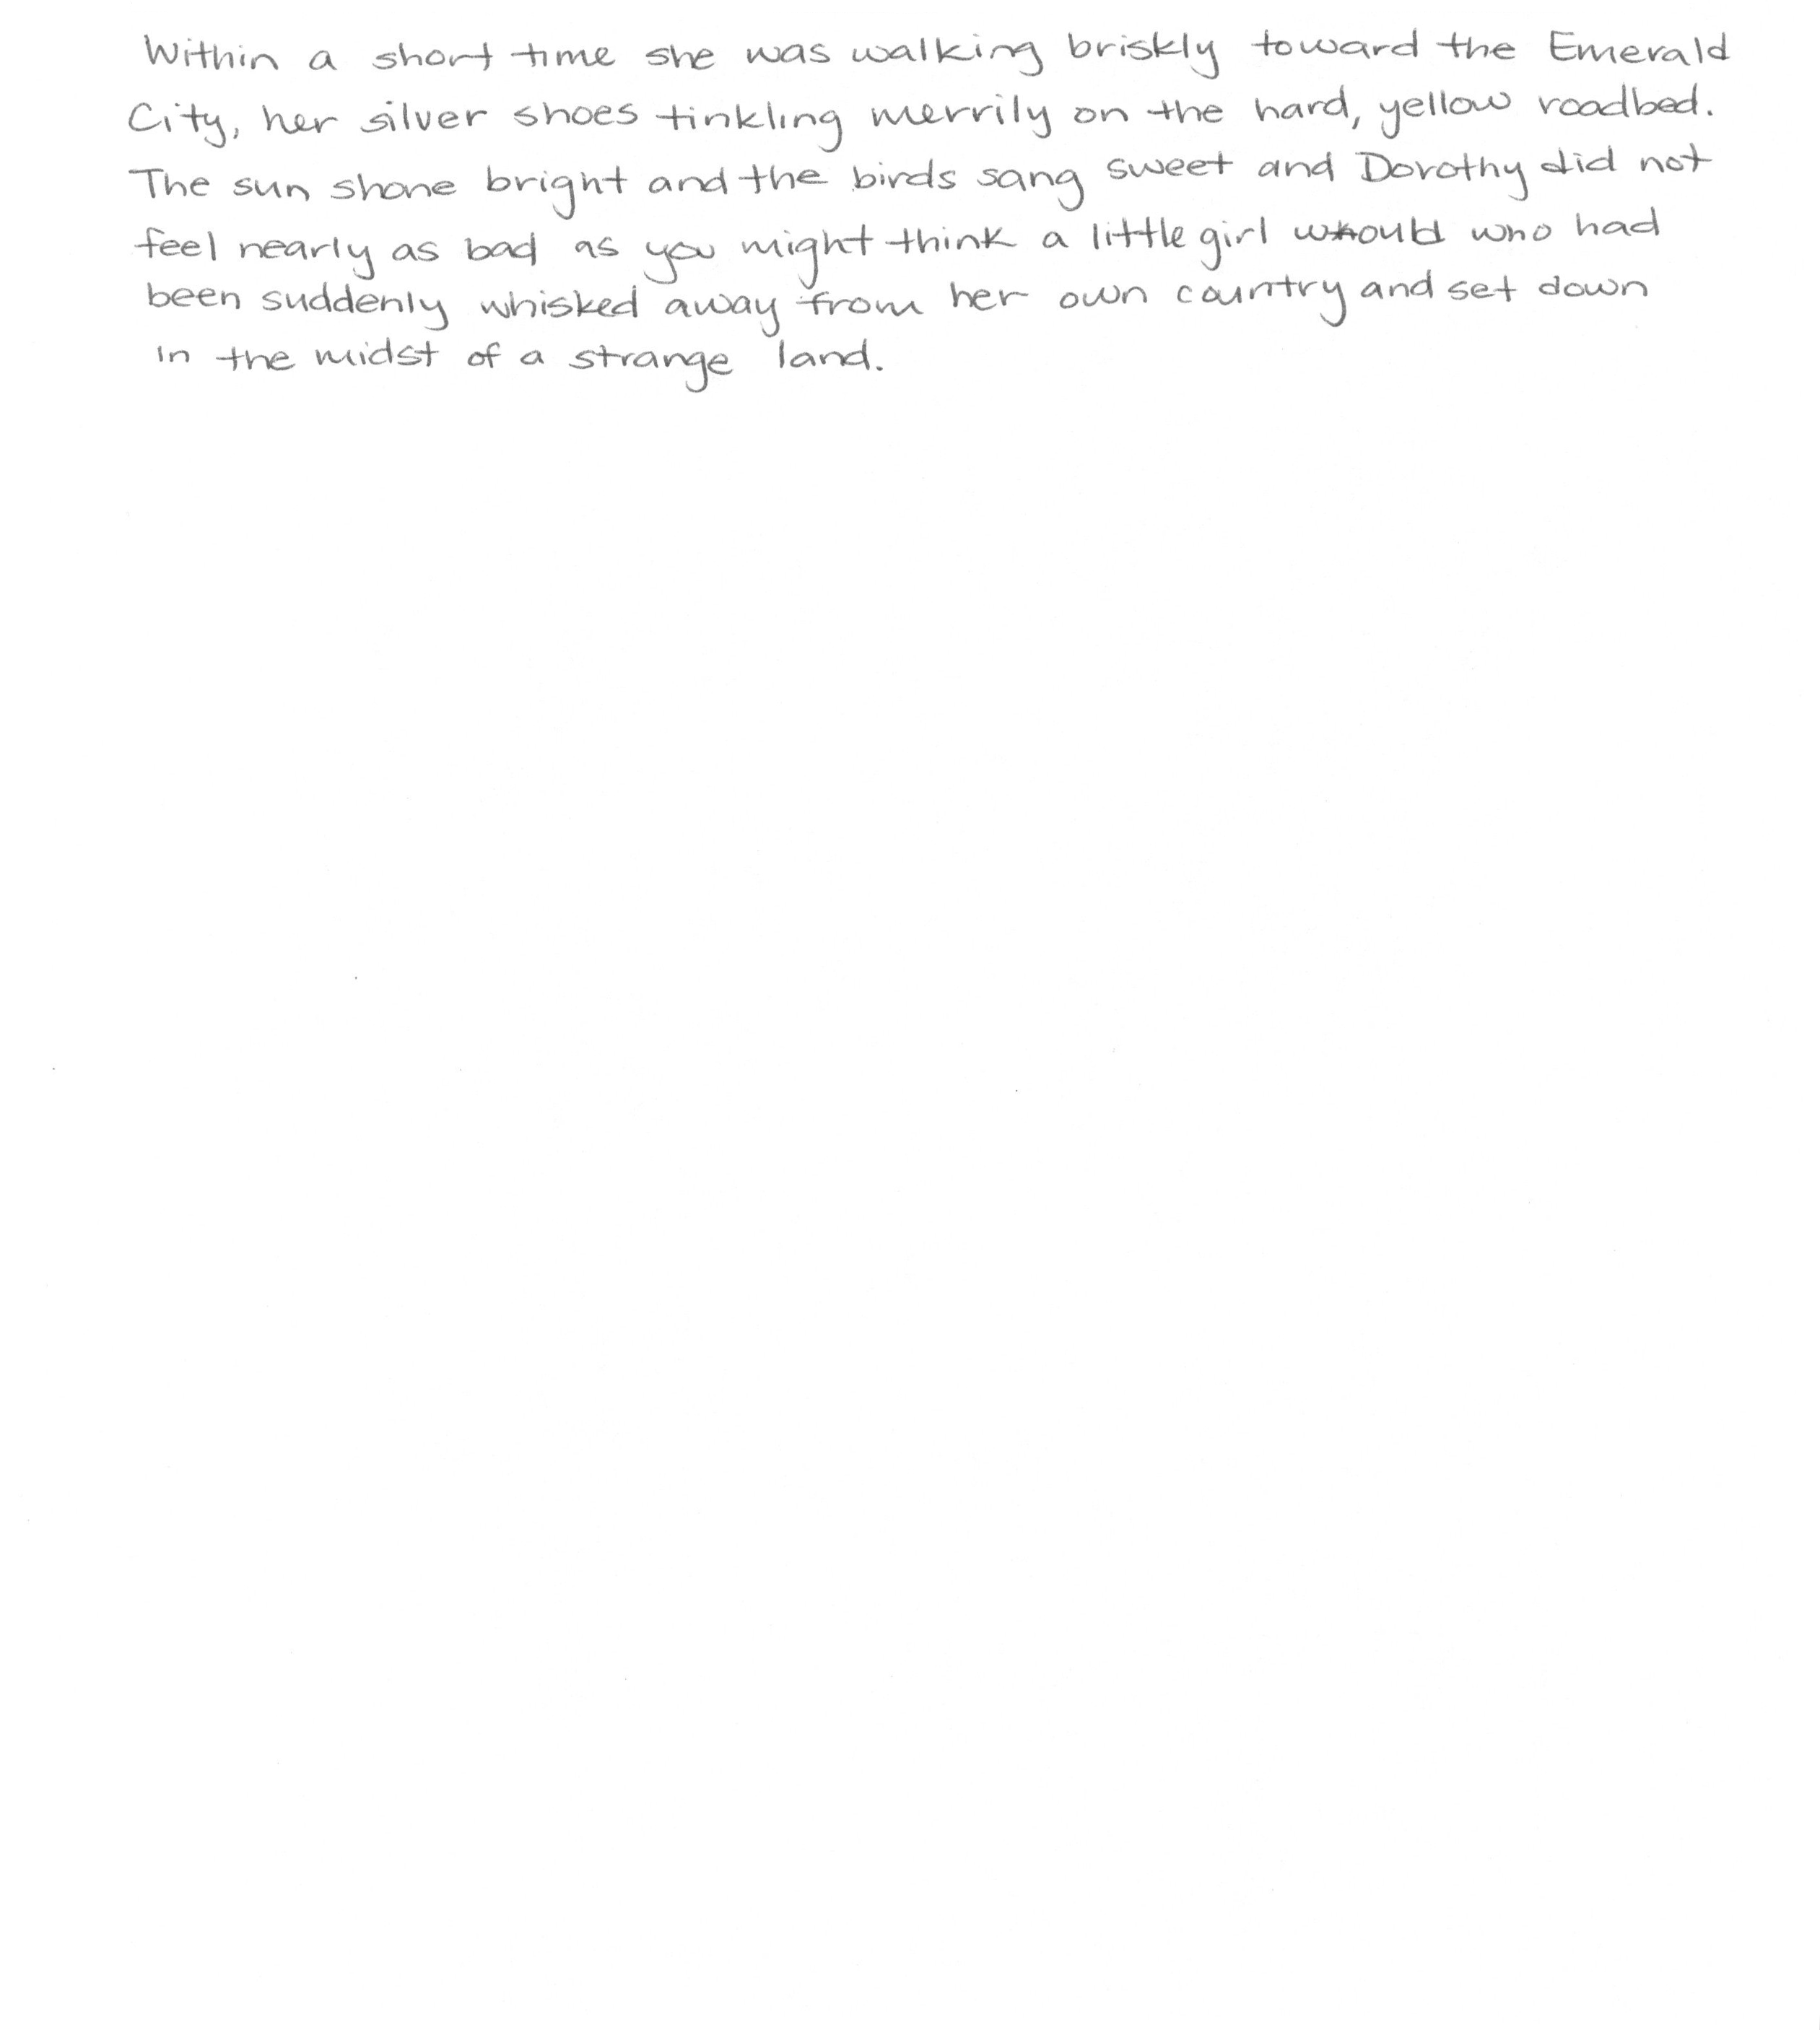 Within a short time she was walking briskly toward the Emerald
City, her silver shoes tinkling merrily on the hard, yellow roadbed.
The sun shone bright and the birds sang sweet and Dorothy did not
feel nearly as bad as you might think a little girl would who had
been suddenly whisked away from her own country and set down
in the midst of a strange land.